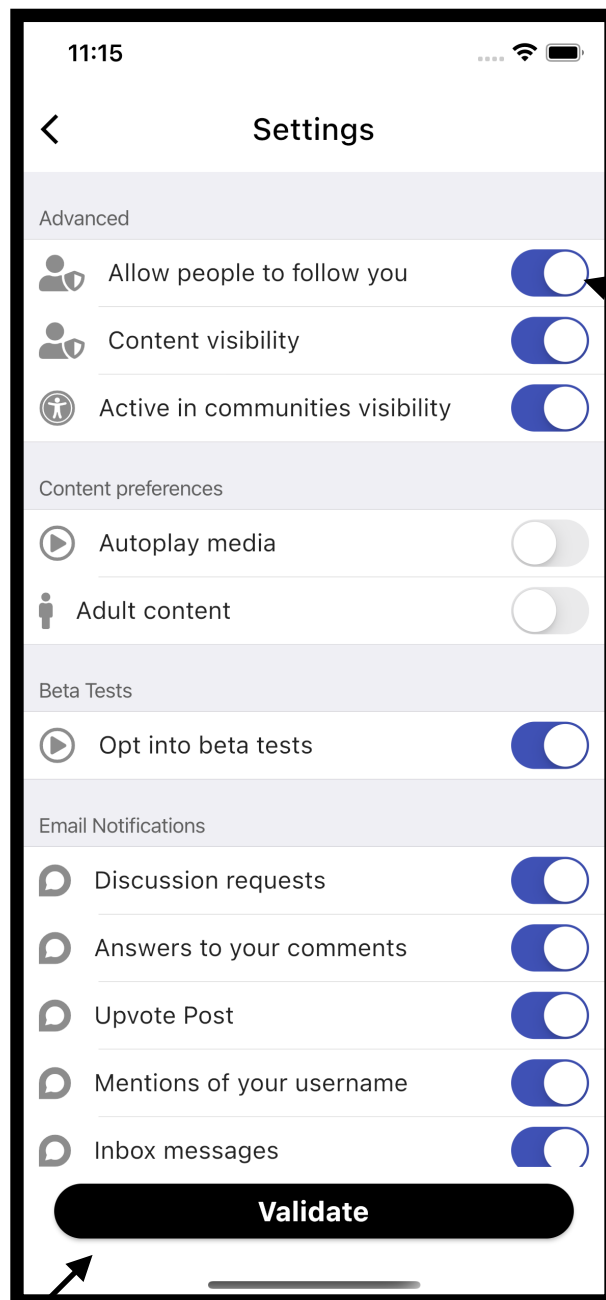 11:15
Settings
Advanced
Allow people to follow you
Content visibility
Active in communities visibility
Content preferences
Autoplay media
Adult content
Beta Tests
Opt into beta tests
Email Notifications
Discussion requests
Answers to your comments
Upvote Post
Mentions of your username
Inbox messages
Validate